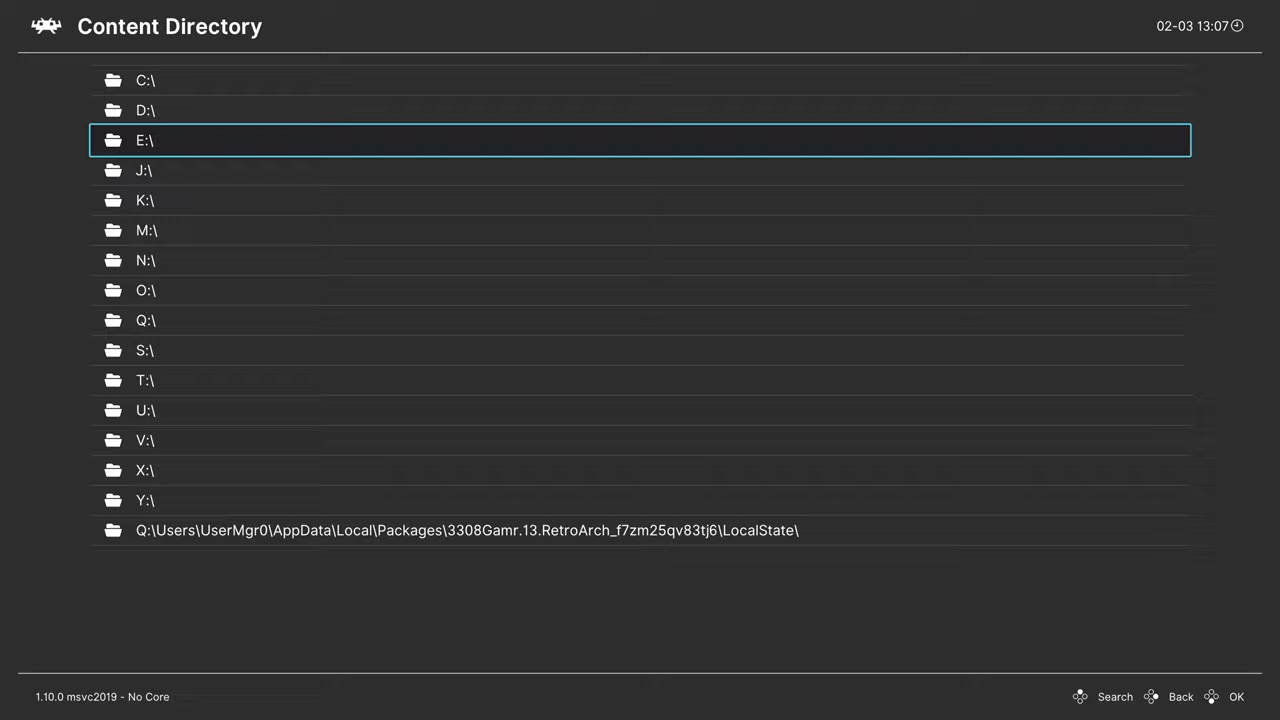 Content Directory
02-03 13:07
C:\
D:\
E:\
J:\
K:\
M:\
N:\
O:\
Q:\
S:\
T:\
U:\
V:\
X:\
Y:\
Q:\Users\UserMgr0\AppData\Local\Packages\3308Gamr.13.RetroArch_f7zm25qv83tj6\LocalState\
1.10.0 msvc2019 - No Core
Search Back OK